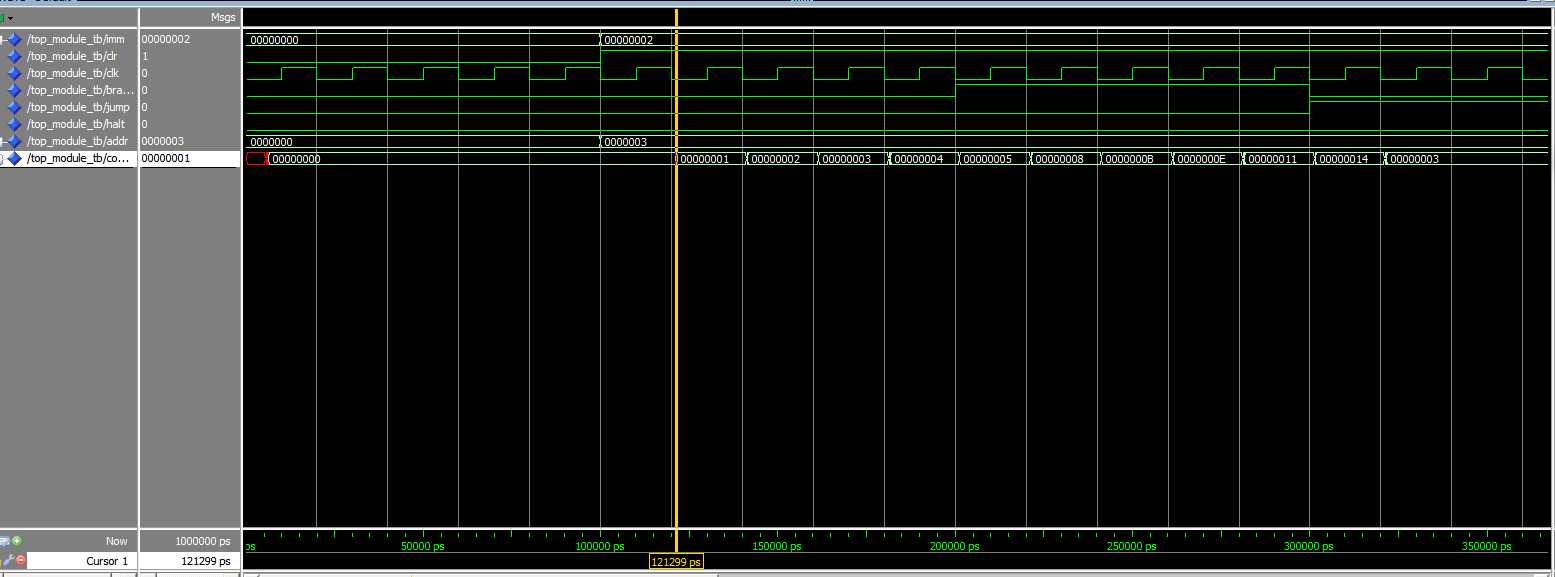 Msgs
/top_module_tb/imm 00000002 00000000 00000002
/top_module_tb/clr 1
/top_module_tb/clk 0
/top_module_tb/bra... 0
/top_module_tb/jump 0
/top_module_tb/halt 0
/top_module_tb/addr 0000003 0000000 0000003
/top_module_tb/co... 00000001 00000000 00000001 00000002 00000003 00000004 00000005 00000008 0000000B 0000000E 00000011 00000014 00000003
Now 1000000 ps ps 50000 ps 100000 ps 150000 ps 200000 ps 250000 ps 300000 ps 350000 ps
Cursor 1 121299 ps 121299 ps